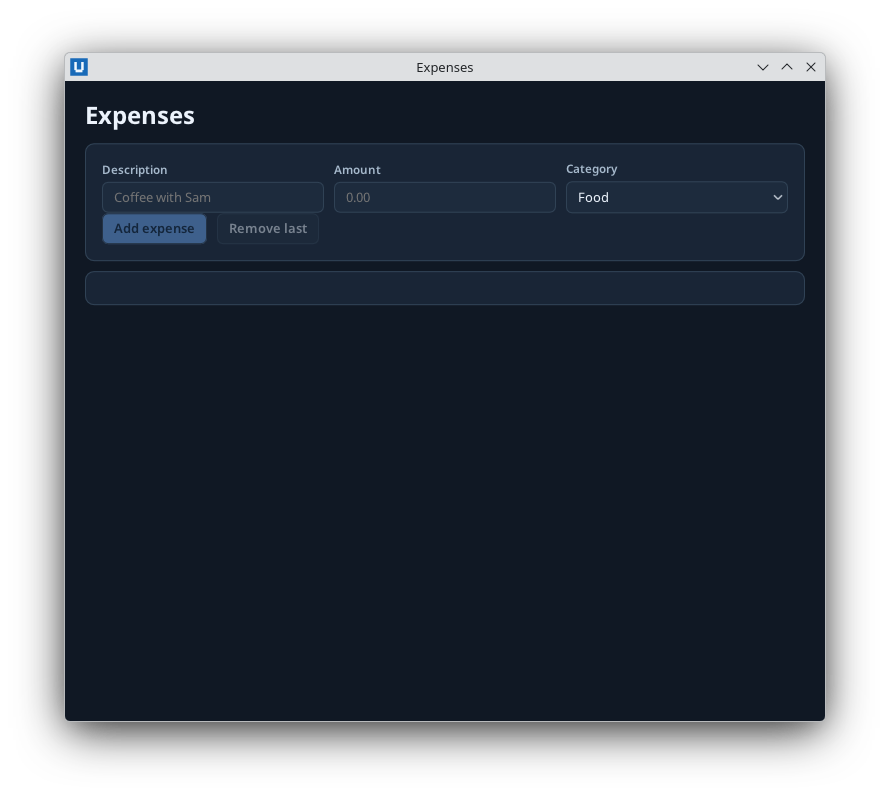 Expenses
Expenses
Description Amount Category
Coffee with Sam 0.00 Food
Add expense Remove last